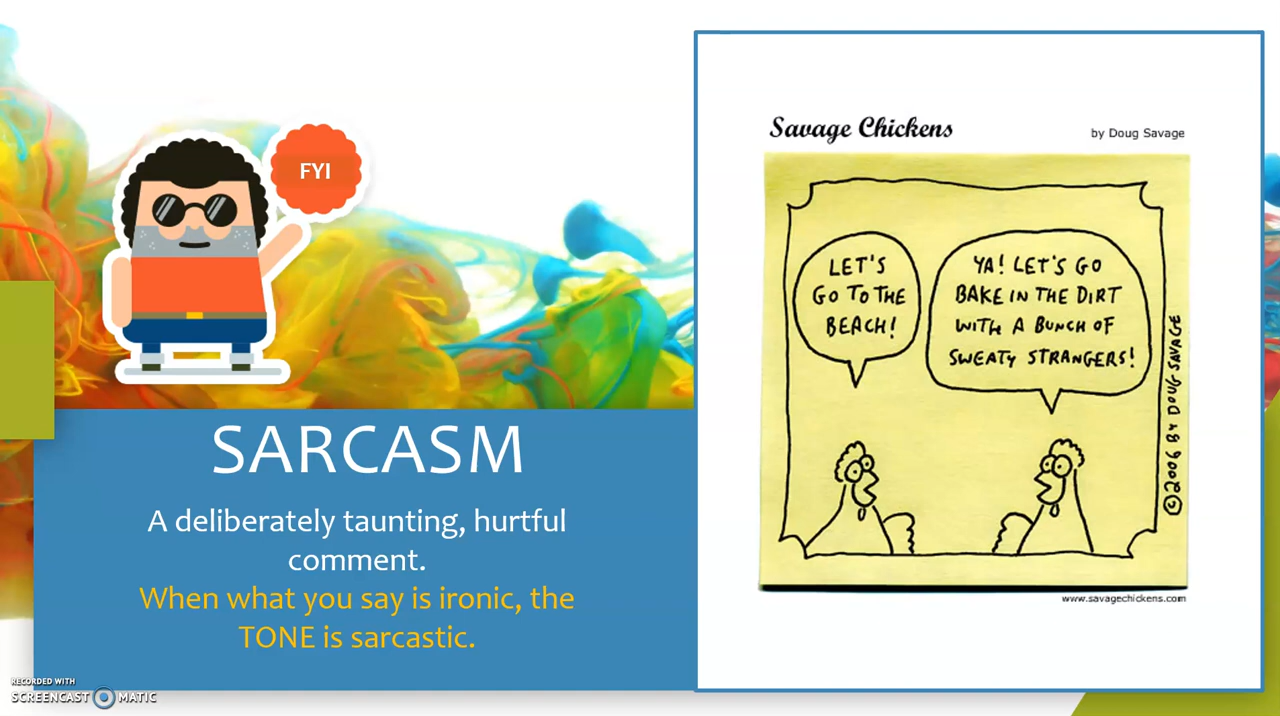 FYI
SARCASM
A deliberately taunting, hurtful
comment.
When what you say is ironic, the
TONE is sarcastic.
RECORDED WITH
SCREENCAST MATIC
Savage Chickens
by Doug Savage
LET'S
GO TO THE
BEACH!
YA! LET'S GO
BAKE IN THE DIRT
WITH A BUNCH OF
SWEATY STRANGERS!
©2006 BY DOUG SAVAGE
www.savagechickens.com